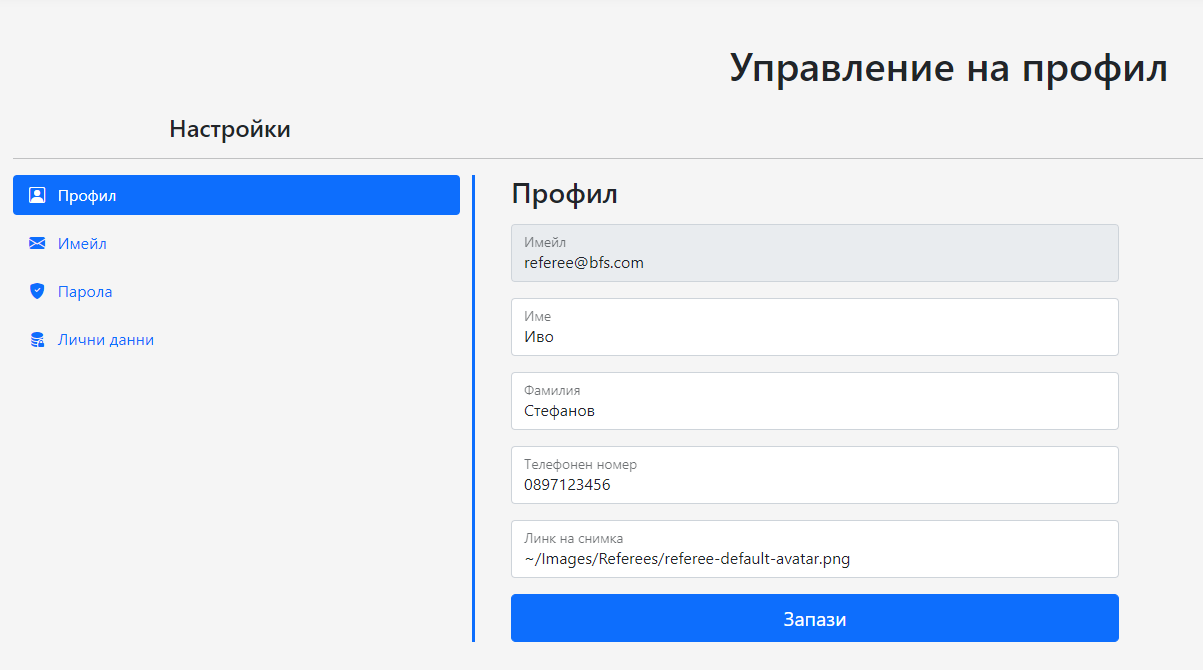 Управление на профил
Настройки
Профил
Имейл
Парола
Лични данни
Профил
Имейл
referee@bfs.com
Име
Иво
Фамилия
Стефанов
Телефонен номер
0897123456
Линк на снимка
~/Images/Referees/referee-default-avatar.png
Запази